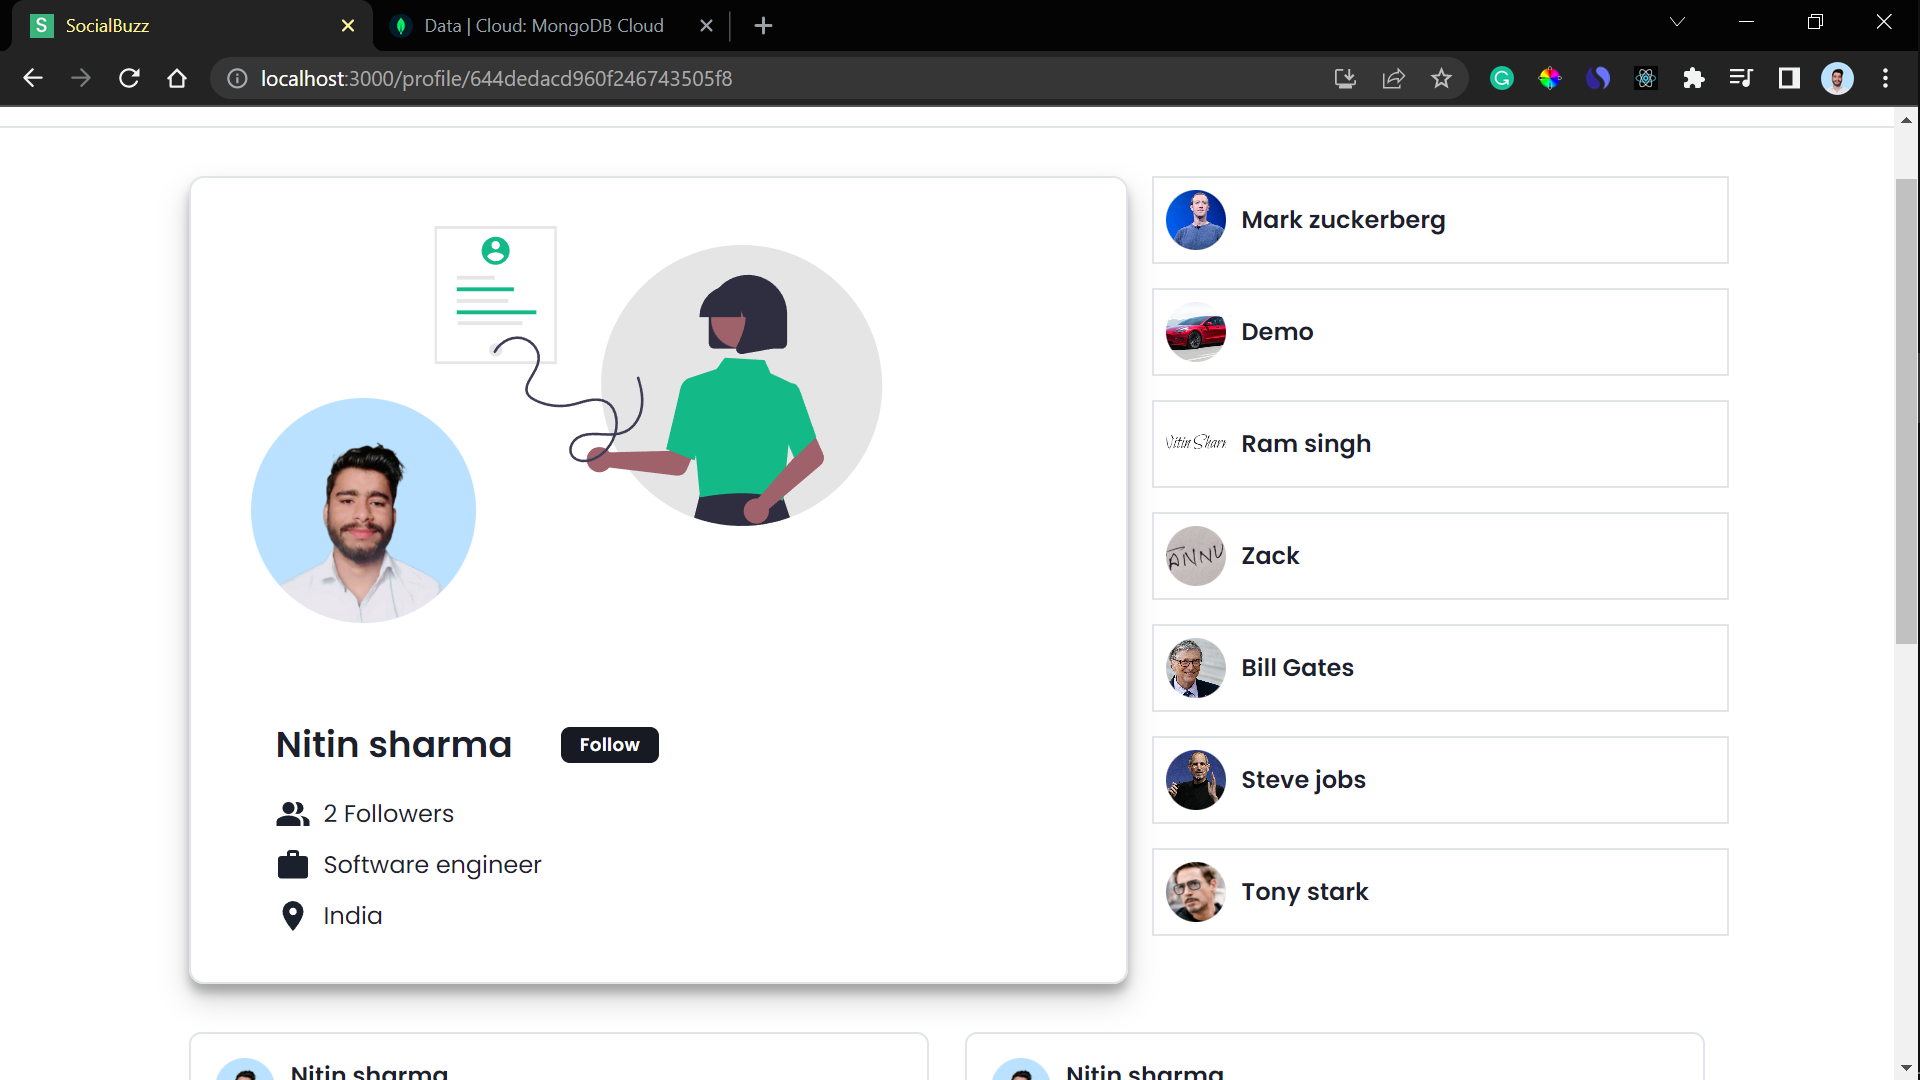 S SocialBuzz
Data | Cloud: MongoDB Cloud
localhost:3000/profile/644dedacd960f246743505f8
Mark zuckerberg
Demo
Ram singh
Zack
ANNU
Bill Gates
Steve jobs
Tony stark
Nitin sharma
Follow
2 Followers
Software engineer
India
Nitin sharma
Nitin sharma